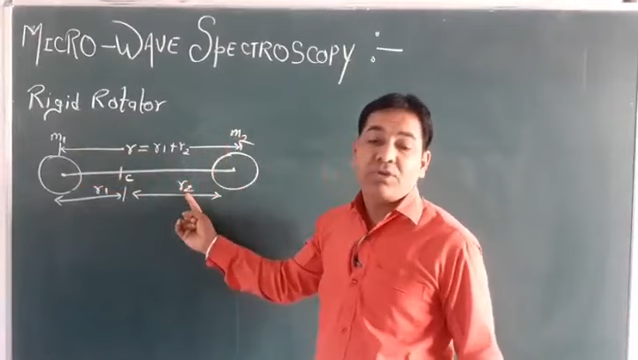 MICRO-WAVE SPECTROSCOPY :-
Rigid Rotator
m₁ r = r₁ + r₂ m₂
c
r₁ r₂